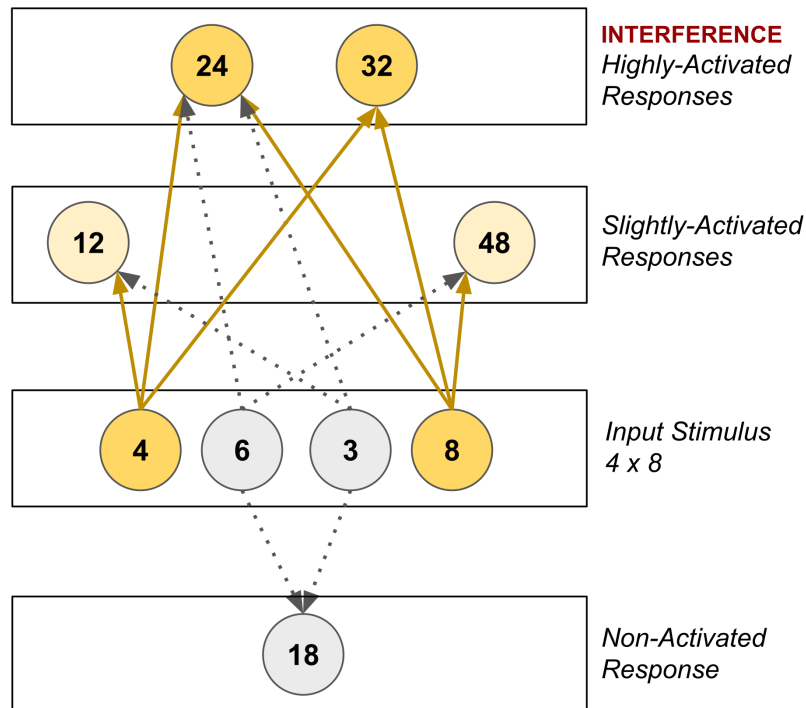 INTERFERENCE
24 32 Highly-Activated
Responses
12 48 Slightly-Activated
Responses
4 6 3 8 Input Stimulus
4 x 8
18 Non-Activated
Response